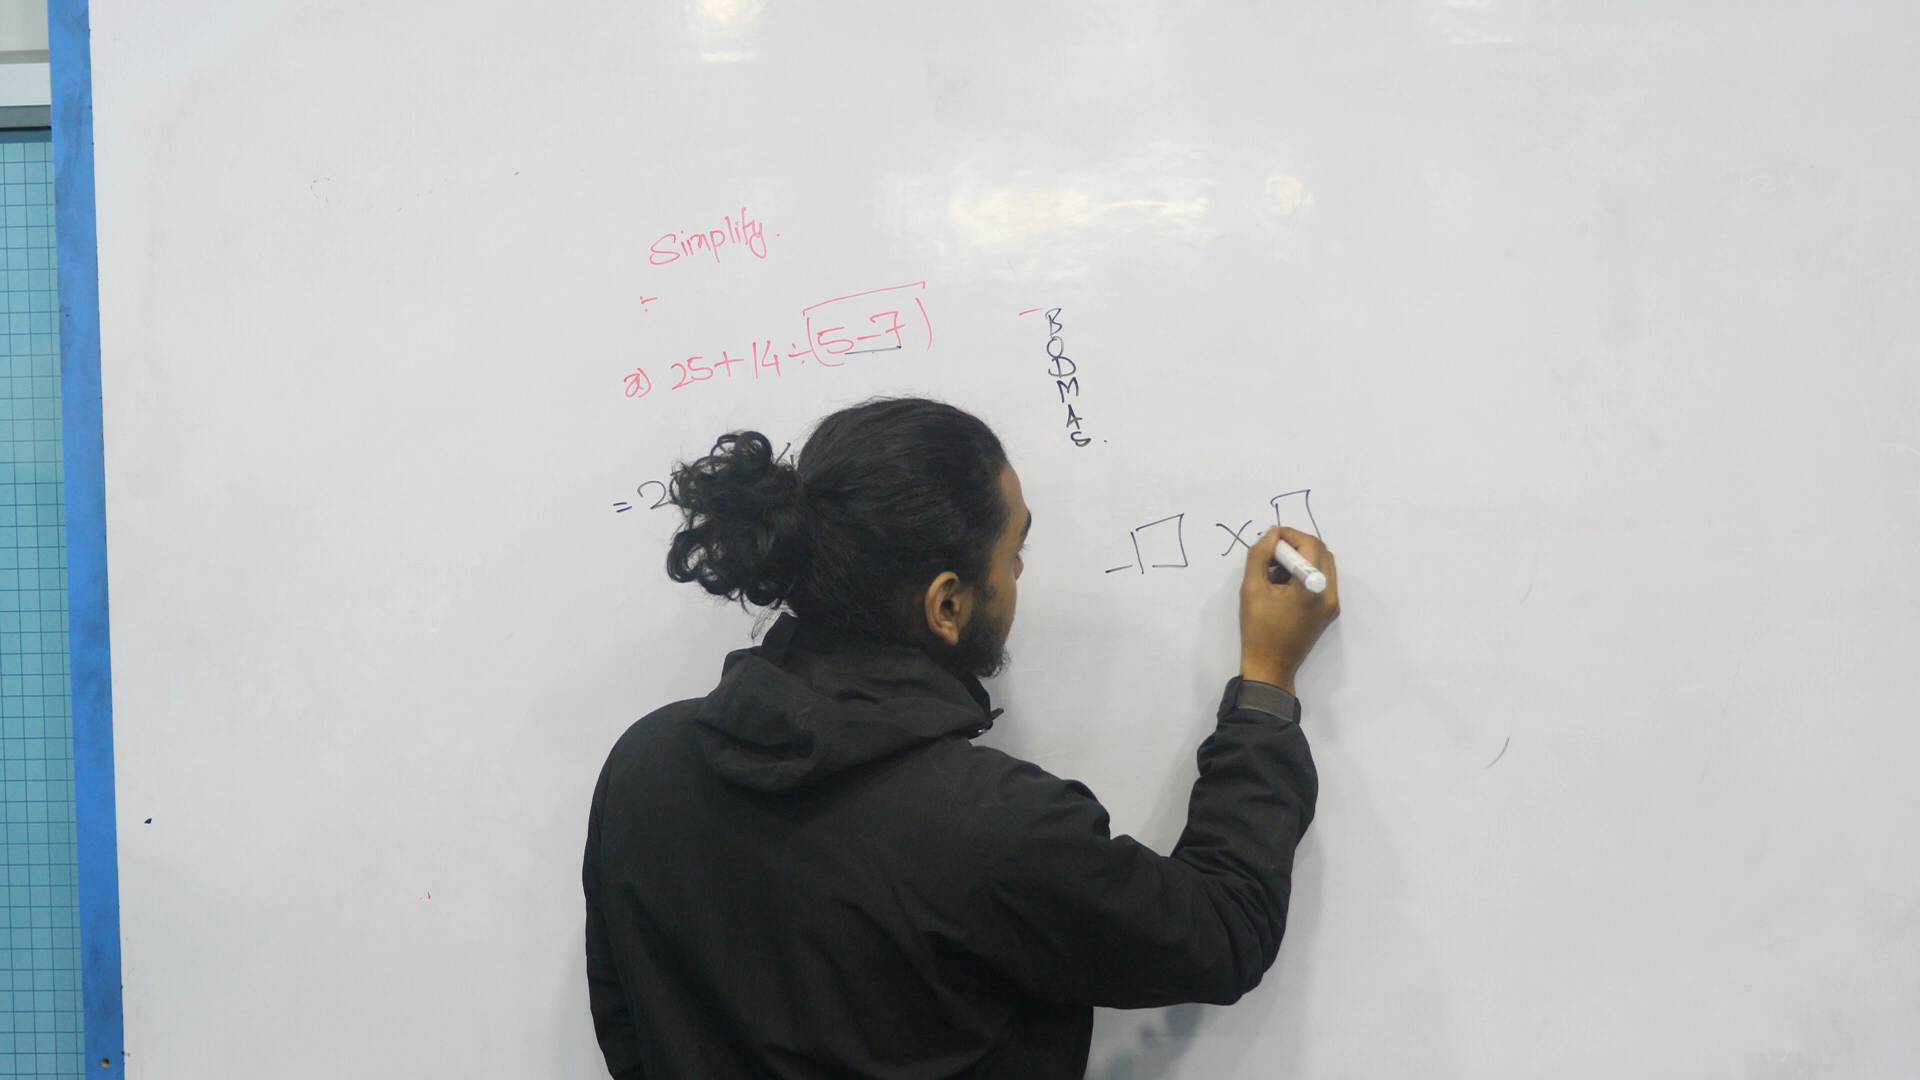 Simplify.
÷
a) 25+14÷(5-7)
= 2
B
O
D
M
A
S.
-□ x -□